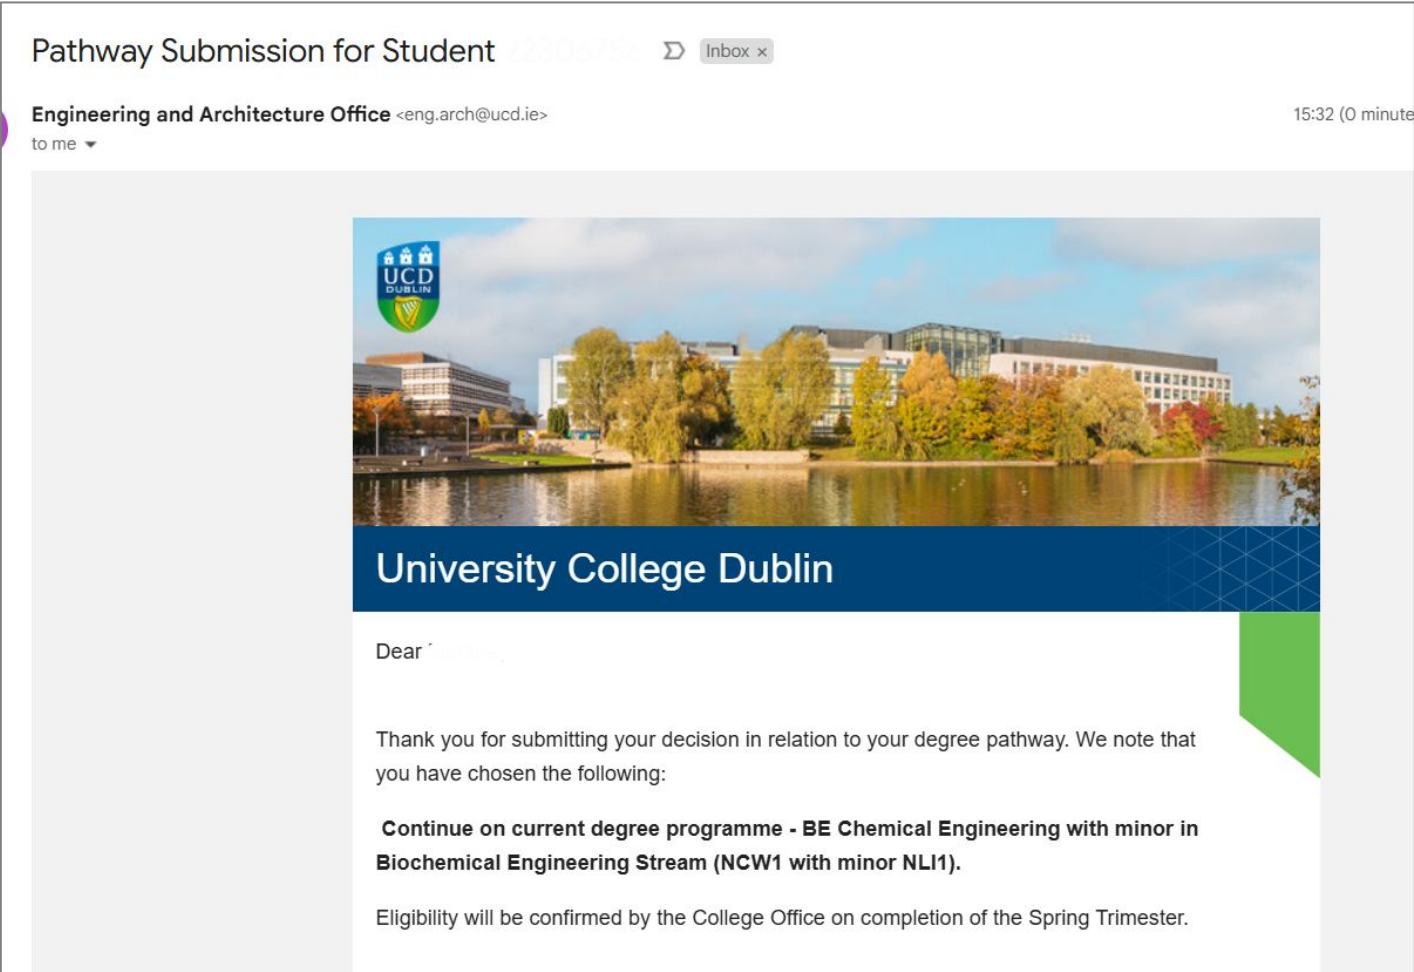 Pathway Submission for Student
Inbox ×
Engineering and Architecture Office <eng.arch@ucd.ie>
15:32 (0 minute
to me
UCD
DUBLIN
University College Dublin
Dear
Thank you for submitting your decision in relation to your degree pathway. We note that
you have chosen the following:
Continue on current degree programme - BE Chemical Engineering with minor in
Biochemical Engineering Stream (NCW1 with minor NLI1).
Eligibility will be confirmed by the College Office on completion of the Spring Trimester.